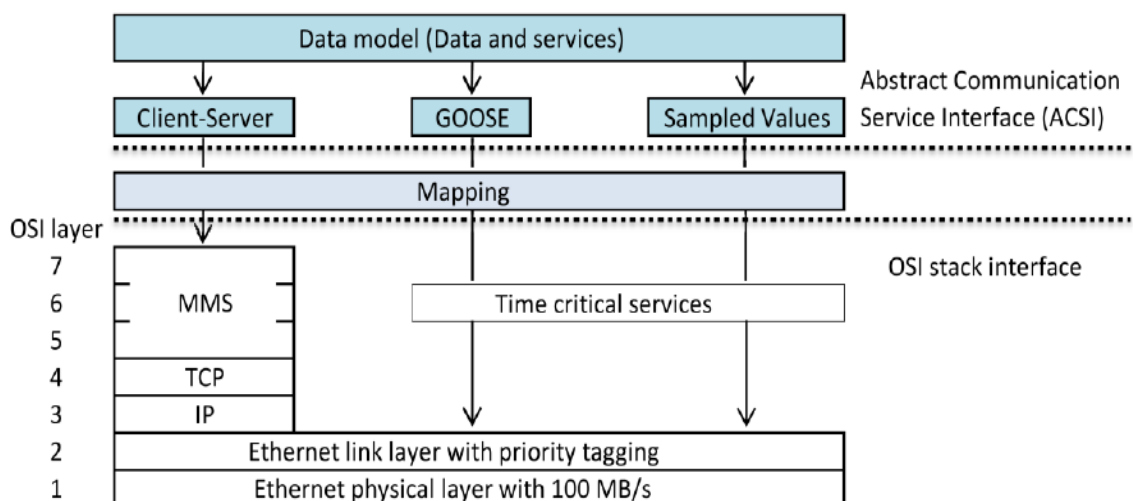 Data model (Data and services)
Abstract Communication
Client-Server
GOOSE
Sampled Values
Service Interface (ACSI)
Mapping
OSI layer
7
OSI stack interface
6
MMS
Time critical services
5
4
TCP
3
IP
2
Ethernet link layer with priority tagging
1
Ethernet physical layer with 100 MB/s